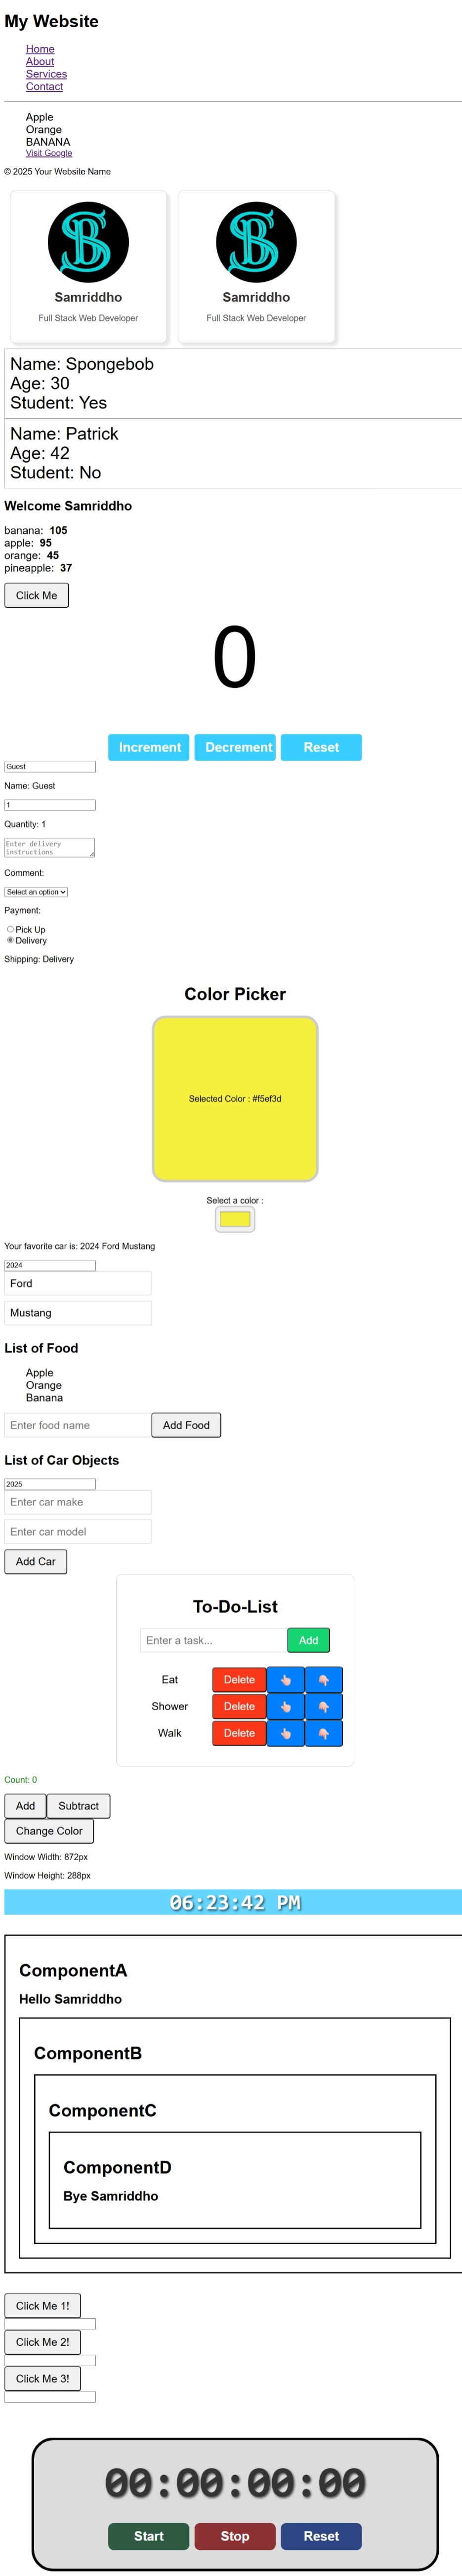 My Website
Home
About
Services
Contact
Apple
Orange
BANANA
Visit Google
© 2025 Your Website Name
SB SB
Samriddho Samriddho
Full Stack Web Developer Full Stack Web Developer
Name: Spongebob
Age: 30
Student: Yes
Name: Patrick
Age: 42
Student: No
Welcome Samriddho
banana: 105
apple: 95
orange: 45
pineapple: 37
Click Me
0
Increment Decrement Reset
Guest
Name: Guest
1
Quantity: 1
Enter delivery
instructions
Comment:
Select an option
Payment:
Pick Up
Delivery
Shipping: Delivery
Color Picker
Selected Color : #f5ef3d
Select a color :
Your favorite car is: 2024 Ford Mustang
2024
Ford
Mustang
List of Food
Apple
Orange
Banana
Enter food name Add Food
List of Car Objects
2025
Enter car make
Enter car model
Add Car
To-Do-List
Enter a task... Add
Eat Delete 👆 👇
Shower Delete 👆 👇
Walk Delete 👆 👇
Count: 0
Add Subtract
Change Color
Window Width: 872px
Window Height: 288px
06:23:42 PM
ComponentA
Hello Samriddho
ComponentB
ComponentC
ComponentD
Bye Samriddho
Click Me 1!
Click Me 2!
Click Me 3!
00:00:00:00
Start Stop Reset